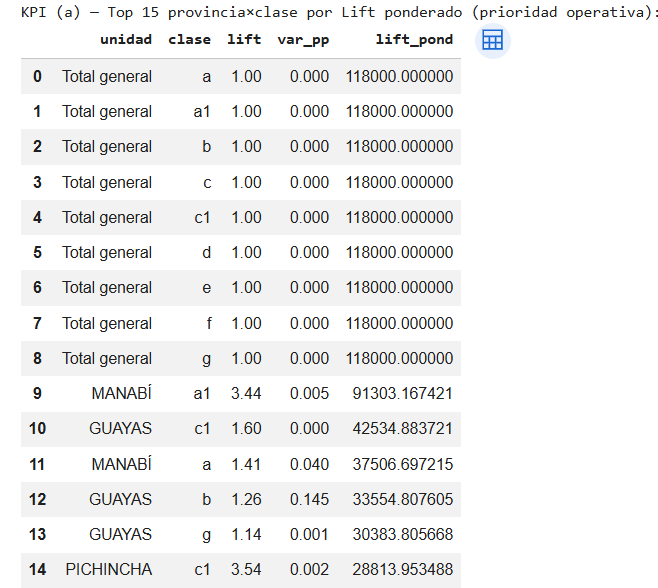 KPI (a) — Top 15 provincia×clase por Lift ponderado (prioridad operativa):
unidad clase lift var_pp lift_pond
0 Total general a 1.00 0.000 118000.000000
1 Total general a1 1.00 0.000 118000.000000
2 Total general b 1.00 0.000 118000.000000
3 Total general c 1.00 0.000 118000.000000
4 Total general c1 1.00 0.000 118000.000000
5 Total general d 1.00 0.000 118000.000000
6 Total general e 1.00 0.000 118000.000000
7 Total general f 1.00 0.000 118000.000000
8 Total general g 1.00 0.000 118000.000000
9 MANABÍ a1 3.44 0.005 91303.167421
10 GUAYAS c1 1.60 0.000 42534.883721
11 MANABÍ a 1.41 0.040 37506.697215
12 GUAYAS b 1.26 0.145 33554.807605
13 GUAYAS g 1.14 0.001 30383.805668
14 PICHINCHA c1 3.54 0.002 28813.953488